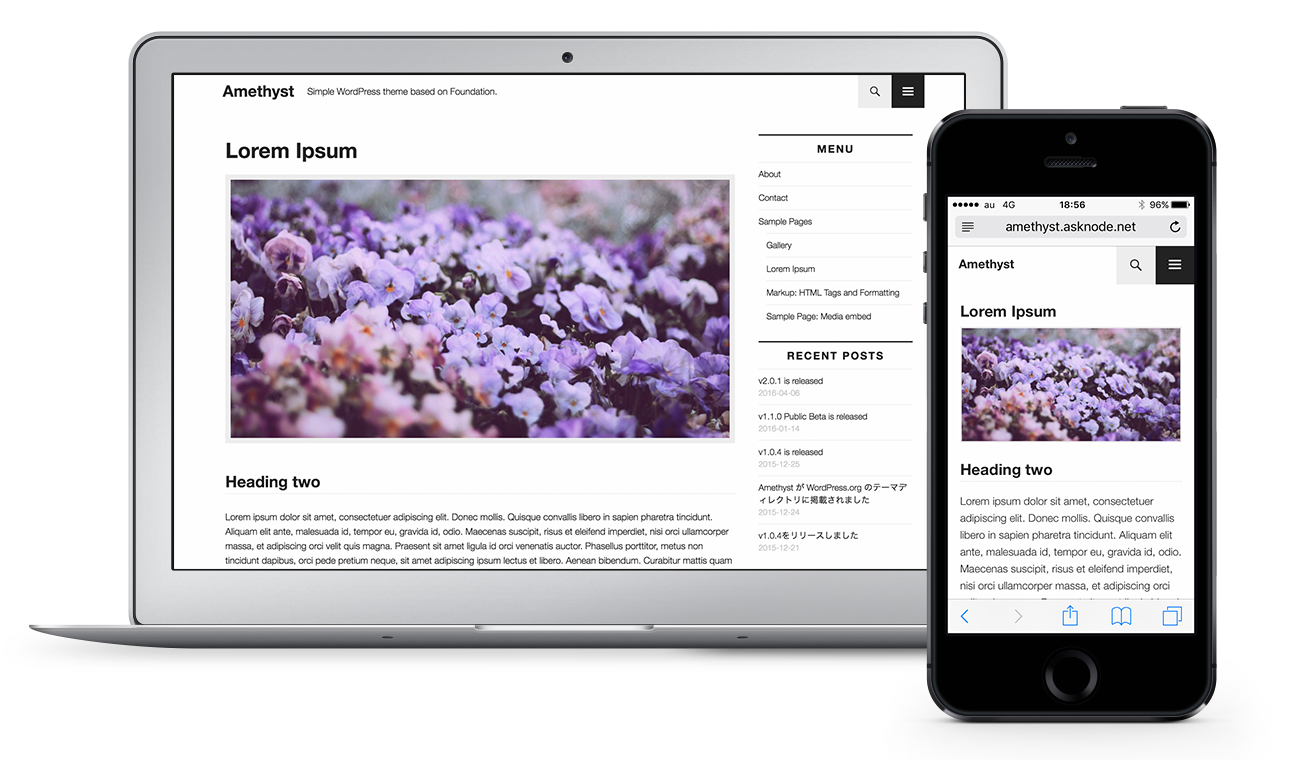 Amethyst
Simple WordPress theme based on Foundation.
Lorem Ipsum
Heading two
Lorem ipsum dolor sit amet, consectetuer adipiscing elit. Donec mollis. Quisque convallis libero in sapien pharetra tincidunt.
Aliquam elit ante, malesuada id, tempor eu, gravida id, odio. Maecenas suscipit, risus et eleifend imperdiet, nisi orci ullamcorper
massa, et adipiscing orci velit quis magna. Praesent sit amet ligula id orci venenatis auctor. Phasellus porttitor, metus non
tincidunt dapibus, orci pede pretium neque, sit amet adipiscing ipsum lectus et libero. Aenean bibendum. Curabitur mattis quam
MENU
About
Contact
Sample Pages
Gallery
Lorem Ipsum
Markup: HTML Tags and Formatting
Sample Page: Media embed
RECENT POSTS
v2.0.1 is released
2016-04-06
v1.1.0 Public Beta is released
2016-01-14
v1.0.4 is released
2015-12-25
Amethyst が WordPress.org のテーマデ
ィレクトリに掲載されました
2015-12-24
v1.0.4をリリースしました
2015-12-21
au 4G 18:56 96%
amethyst.asknode.net
Amethyst
Lorem Ipsum
Heading two
Lorem ipsum dolor sit amet, consectetuer
adipiscing elit. Donec mollis. Quisque convallis
libero in sapien pharetra tincidunt. Aliquam elit
ante, malesuada id, tempor eu, gravida id, odio.
Maecenas suscipit, risus et eleifend imperdiet,
nisi orci ullamcorper massa, et adipiscing orci